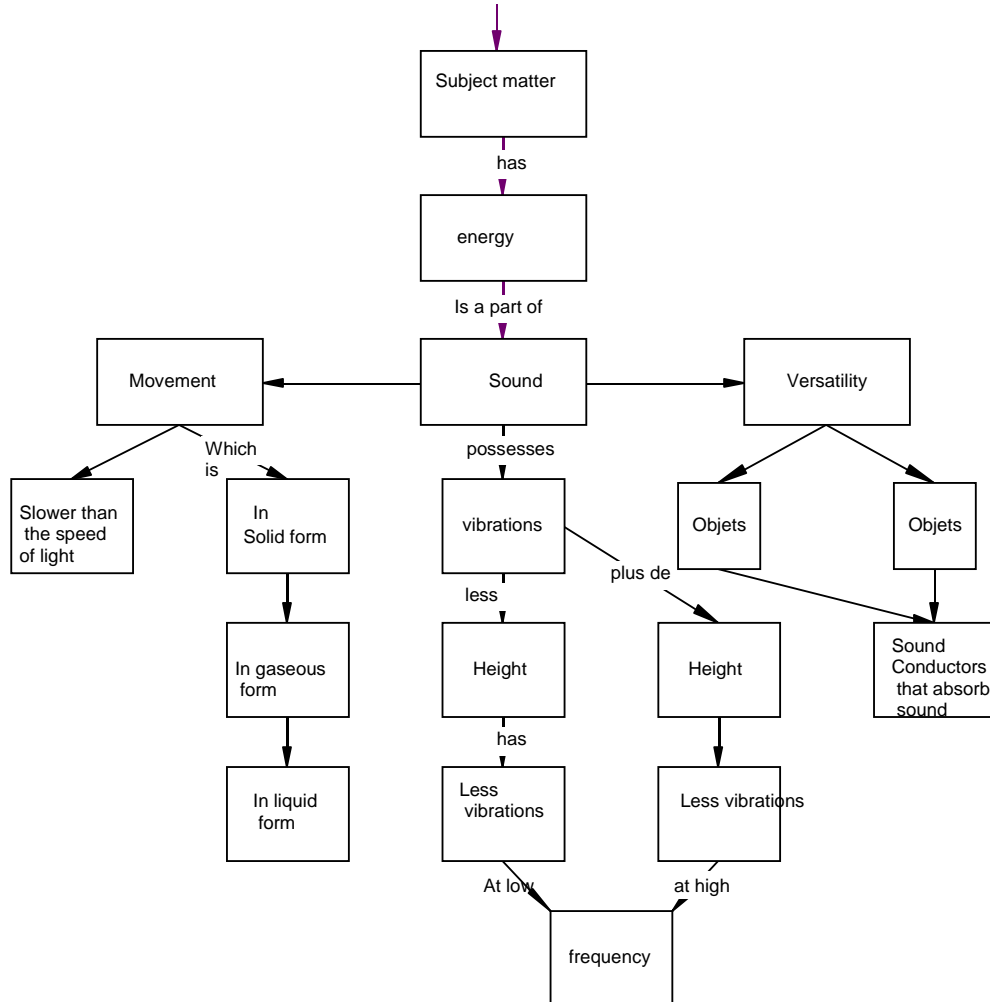 Subject matter
has
energy
Is a part of
Movement
Sound
Versatility
Which
is
possesses
Slower than
the speed
of light
In
Solid form
vibrations
Objets
Objets
plus de
less
In gaseous
form
Height
Height
Sound
Conductors
that absorb
sound
has
In liquid
form
Less
vibrations
Less vibrations
At low
at high
frequency